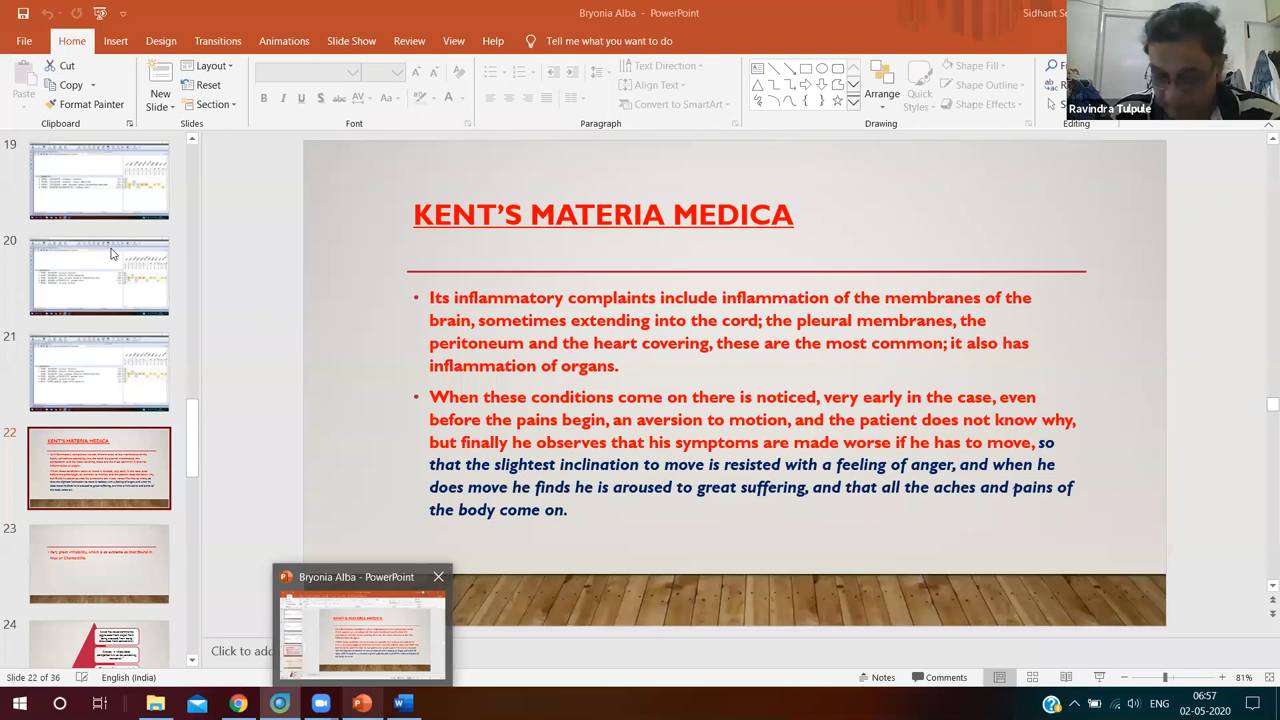 Bryonia Alba - PowerPoint
Sidhant Se
File Home Insert Design Transitions Animations Slide Show Review View Help Tell me what you want to do
Paste
Cut
Copy
Format Painter
Clipboard
New
Slide
Layout
Reset
Section
Slides
Font
Text Direction
Align Text
Convert to SmartArt
Paragraph
Arrange
Quick
Styles
Shape Fill
Shape Outline
Shape Effects
Drawing
Editing
Ravindra Tulpule
19
20
21
22
23
24
KENT'S MATERIA MEDICA
• Its inflammatory complaints include inflammation of the membranes of the
brain, sometimes extending into the cord; the pleural membranes, the
peritoneum and the heart covering, these are the most common; it also has
inflammation of organs.
• When these conditions come on there is noticed, very early in the case, even
before the pains begin, an aversion to motion, and the patient does not know why,
but finally he observes that his symptoms are made worse if he has to move, so
that the slightest inclination to move is resisted with a feeling of anger, and when he
does move he finds he is aroused to great suffering, and that all the aches and pains of
the body come on.
Bryonia Alba - PowerPoint
KENT'S MATERIA MEDICA
Click to add
Slide 22 of 36
English (India)
Notes
Comments
81%
ENG
06:57
02-05-2020